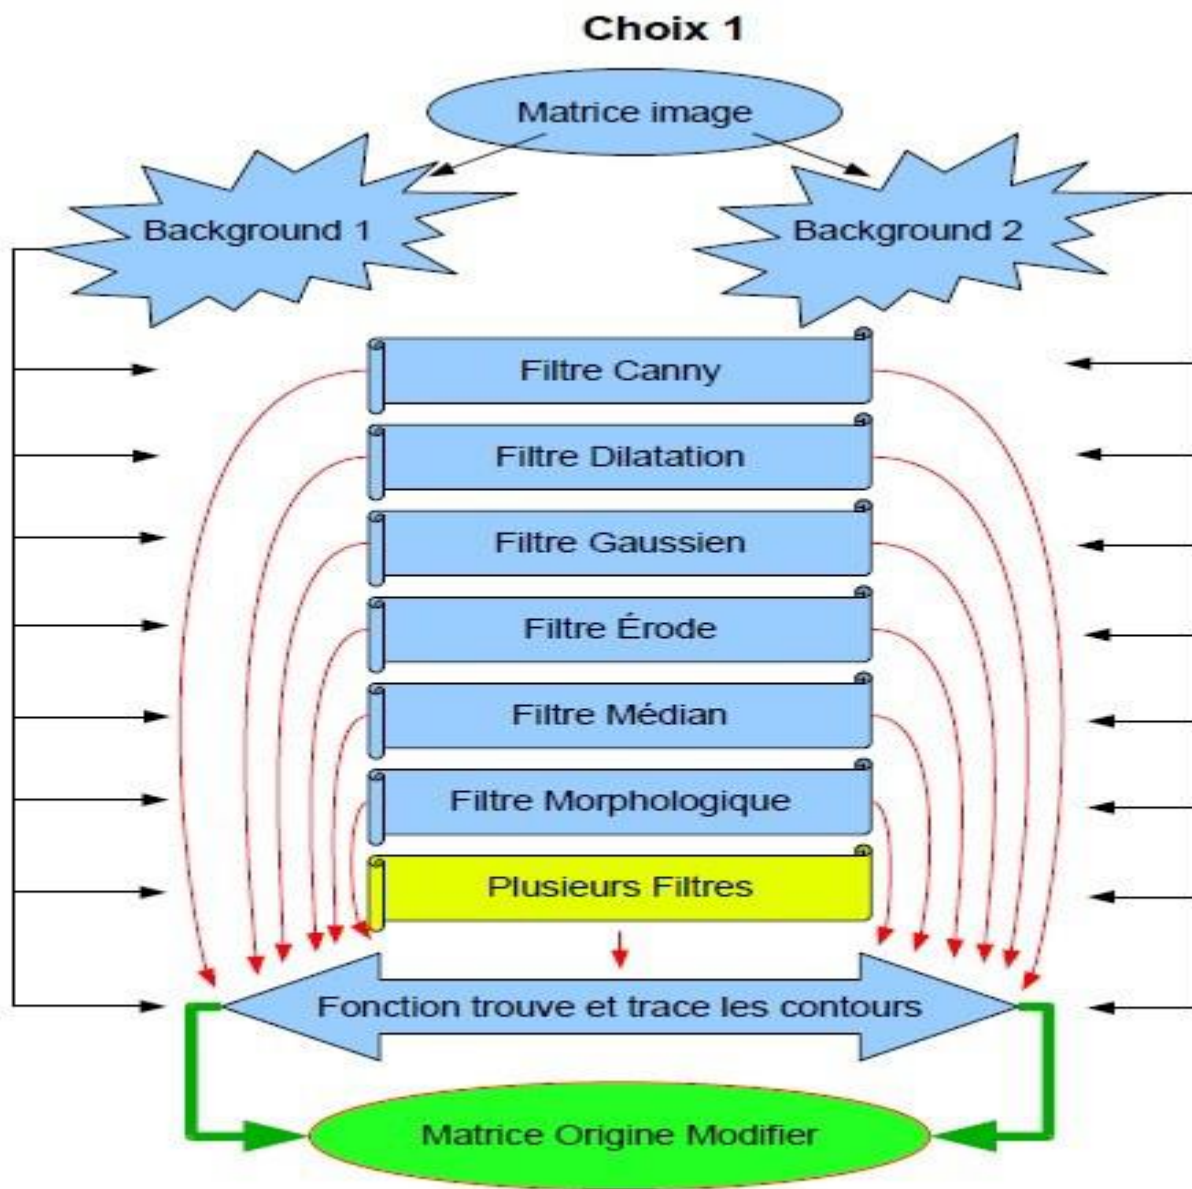 Choix 1
Matrice image
Background 1
Background 2
Filtre Canny
Filtre Dilatation
Filtre Gaussien
Filtre Érode
Filtre Médian
Filtre Morphologique
Plusieurs Filtres
Fonction trouve et trace les contours
Matrice Origine Modifier